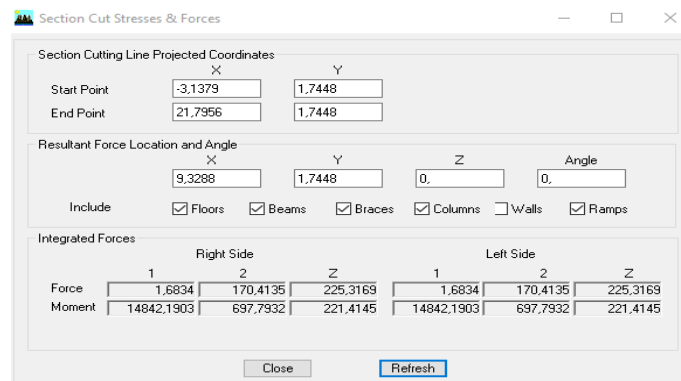 Section Cut Stresses & Forces
Section Cutting Line Projected Coordinates
X Y
Start Point -3,1379 1,7448
End Point 21,7956 1,7448
Resultant Force Location and Angle
X Y Z Angle
9,3288 1,7448 0, 0,
Include Floors Beams Braces Columns Walls Ramps
Integrated Forces
Right Side Left Side
1 2 Z 1 2 Z
Force 1,6834 170,4135 225,3169 1,6834 170,4135 225,3169
Moment 14842,1903 697,7932 221,4145 14842,1903 697,7932 221,4145
Close Refresh